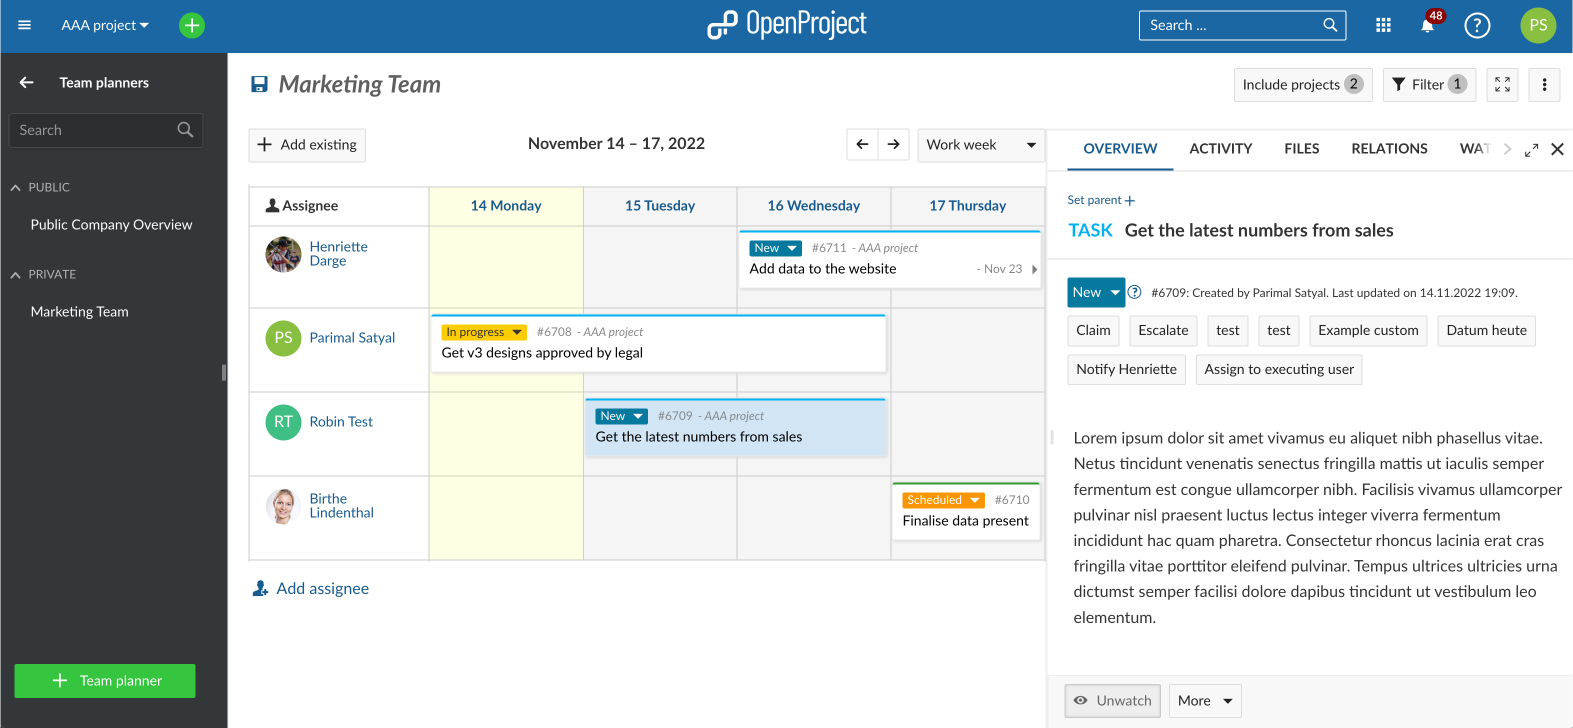 AAA project
OpenProject
Search ...
48
PS
Team planners
Search
PUBLIC
Public Company Overview
PRIVATE
Marketing Team
Team planner
Marketing Team
Include projects 2
Filter 1
Add existing
November 14 – 17, 2022
Work week
Assignee
14 Monday
15 Tuesday
16 Wednesday
17 Thursday
Henriette
Darge
New #6711 - AAA project
Add data to the website - Nov 23
PS
Parimal Satyal
In progress #6708 - AAA project
Get v3 designs approved by legal
RT
Robin Test
New #6709 - AAA project
Get the latest numbers from sales
Birthe
Lindenthal
Scheduled #6710
Finalise data present
Add assignee
OVERVIEW ACTIVITY FILES RELATIONS WAT
Set parent
TASK Get the latest numbers from sales
New #6709: Created by Parimal Satyal. Last updated on 14.11.2022 19:09.
Claim Escalate test test Example custom Datum heute
Notify Henriette Assign to executing user
Lorem ipsum dolor sit amet vivamus eu aliquet nibh phasellus vitae.
Netus tincidunt venenatis senectus fringilla mattis ut iaculis semper
fermentum est congue ullamcorper nibh. Facilisis vivamus ullamcorper
pulvinar nisl praesent luctus lectus integer viverra fermentum
incididunt hac quam pharetra. Consectetur rhoncus lacinia erat cras
fringilla vitae porttitor eleifend pulvinar. Tempus ultrices ultricies urna
dictumst semper facilisi dolore dapibus tincidunt ut vestibulum leo
elementum.
Unwatch
More